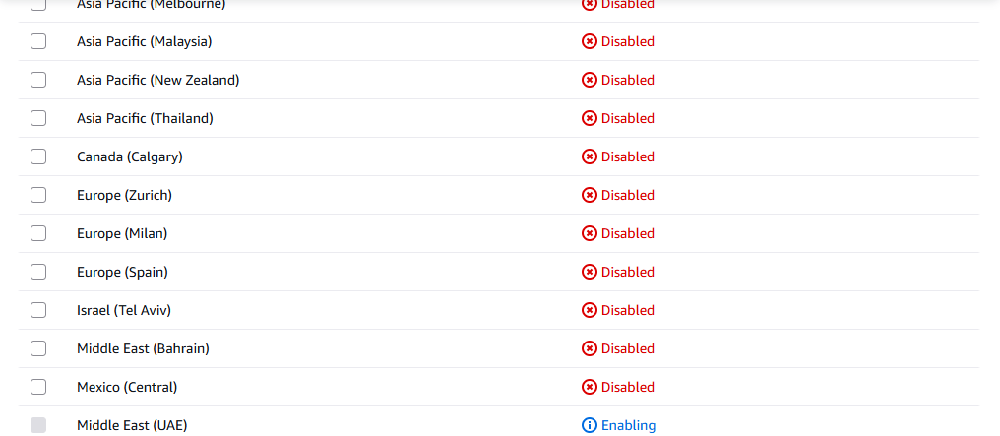 Asia Pacific (Melbourne) Disabled
Asia Pacific (Malaysia) Disabled
Asia Pacific (New Zealand) Disabled
Asia Pacific (Thailand) Disabled
Canada (Calgary) Disabled
Europe (Zurich) Disabled
Europe (Milan) Disabled
Europe (Spain) Disabled
Israel (Tel Aviv) Disabled
Middle East (Bahrain) Disabled
Mexico (Central) Disabled
Middle East (UAE) Enabling